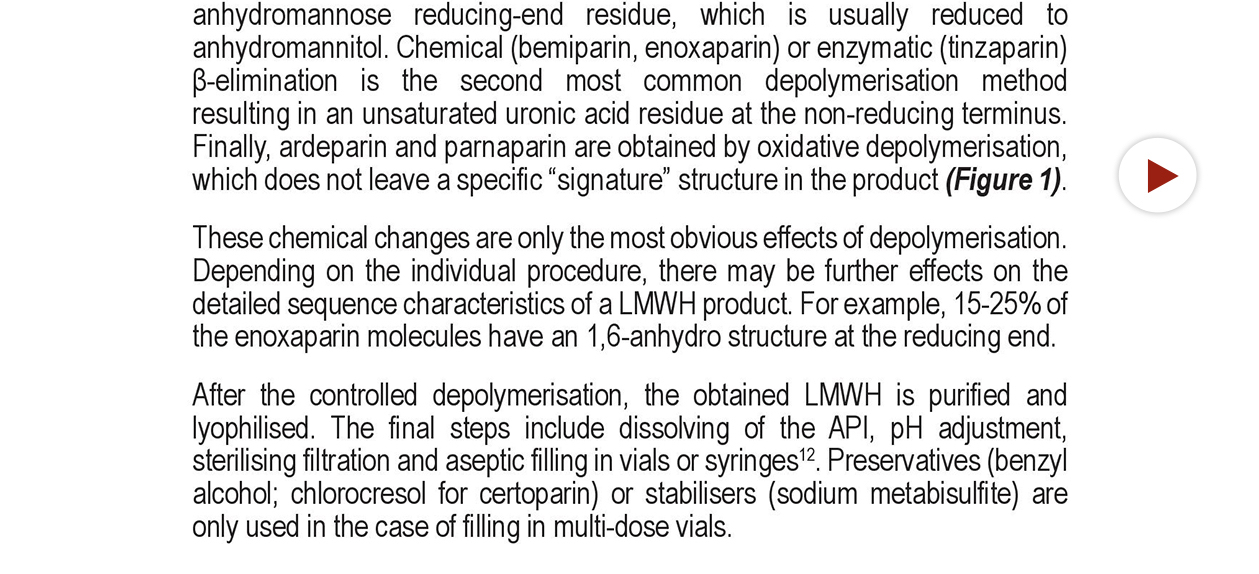 anhydromannose reducing-end residue, which is usually reduced to
anhydromannitol. Chemical (bemiparin, enoxaparin) or enzymatic (tinzaparin)
β-elimination is the second most common depolymerisation method
resulting in an unsaturated uronic acid residue at the non-reducing terminus.
Finally, ardeparin and parnaparin are obtained by oxidative depolymerisation,
which does not leave a specific “signature” structure in the product (Figure 1).
These chemical changes are only the most obvious effects of depolymerisation.
Depending on the individual procedure, there may be further effects on the
detailed sequence characteristics of a LMWH product. For example, 15-25% of
the enoxaparin molecules have an 1,6-anhydro structure at the reducing end.
After the controlled depolymerisation, the obtained LMWH is purified and
lyophilised. The final steps include dissolving of the API, pH adjustment,
sterilising filtration and aseptic filling in vials or syringes¹². Preservatives (benzyl
alcohol; chlorocresol for certoparin) or stabilisers (sodium metabisulfite) are
only used in the case of filling in multi-dose vials.